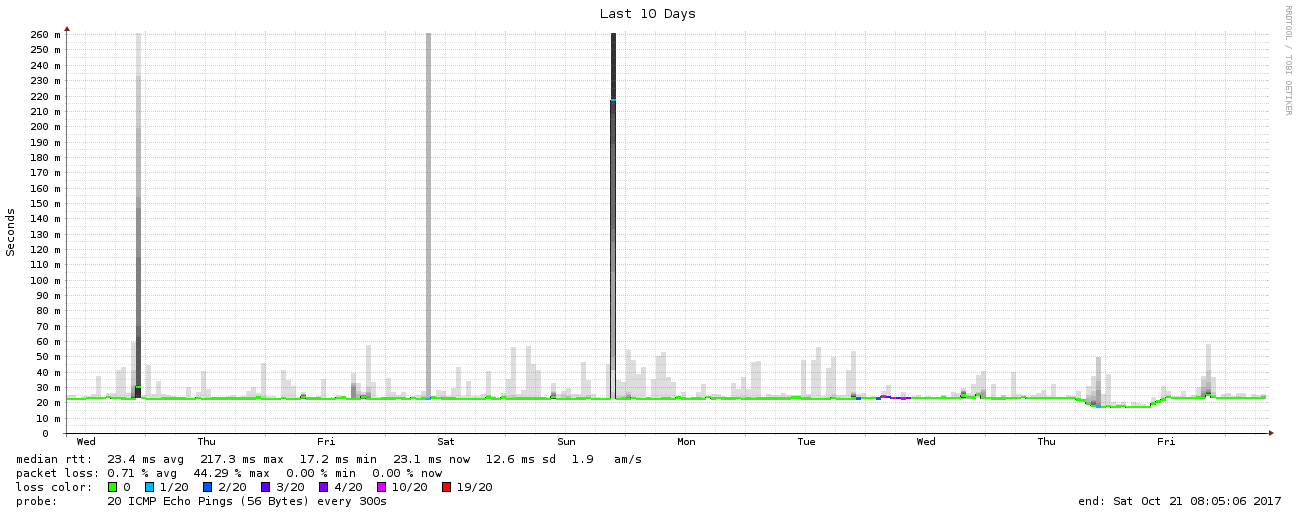 Last 10 Days
RRDTOOL / TOBI OETIKER
Seconds
260 m
250 m
240 m
230 m
220 m
210 m
200 m
190 m
180 m
170 m
160 m
150 m
140 m
130 m
120 m
110 m
100 m
90 m
80 m
70 m
60 m
50 m
40 m
30 m
20 m
10 m
0
Wed Thu Fri Sat Sun Mon Tue Wed Thu Fri
median rtt: 23.4 ms avg 217.3 ms max 17.2 ms min 23.1 ms now 12.6 ms sd 1.9 am/s
packet loss: 0.71 % avg 44.29 % max 0.00 % min 0.00 % now
loss color: 0 1/20 2/20 3/20 4/20 10/20 19/20
probe: 20 ICMP Echo Pings (56 Bytes) every 300s end: Sat Oct 21 08:05:06 2017